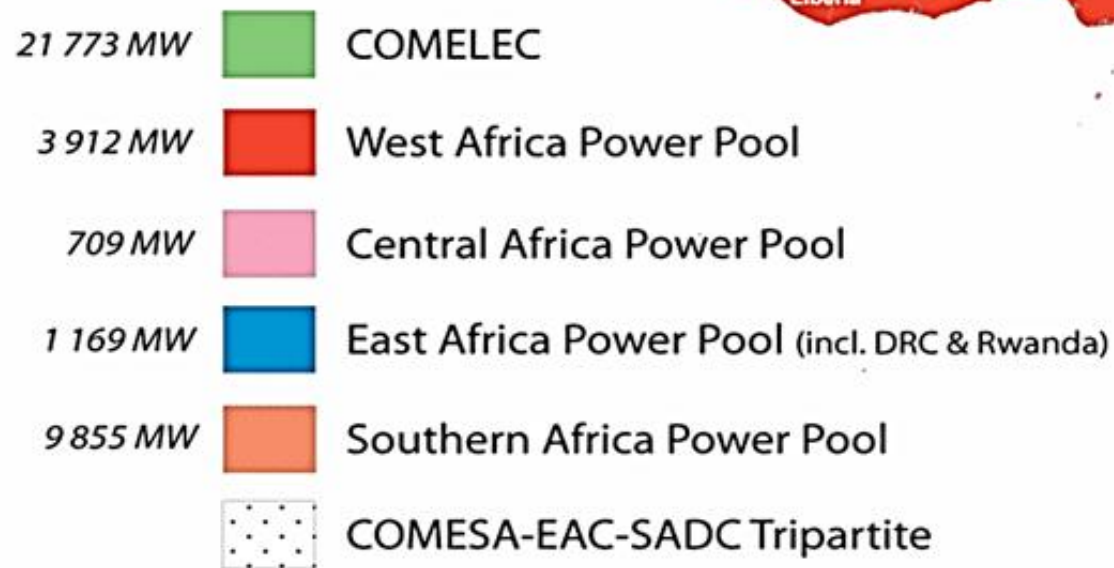 Liberia
21 773 MW COMELEC
3 912 MW West Africa Power Pool
709 MW Central Africa Power Pool
1 169 MW East Africa Power Pool (incl. DRC & Rwanda)
9 855 MW Southern Africa Power Pool
COMESA-EAC-SADC Tripartite